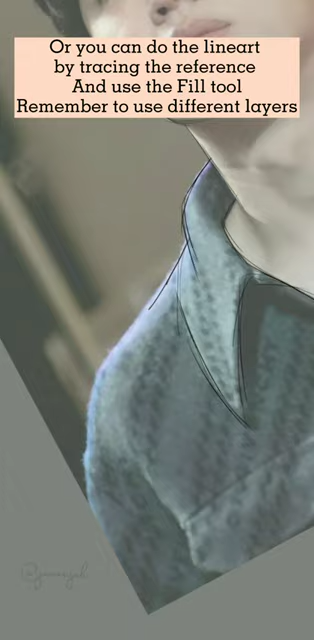 Or you can do the lineart
by tracing the reference
And use the Fill tool
Remember to use different layers